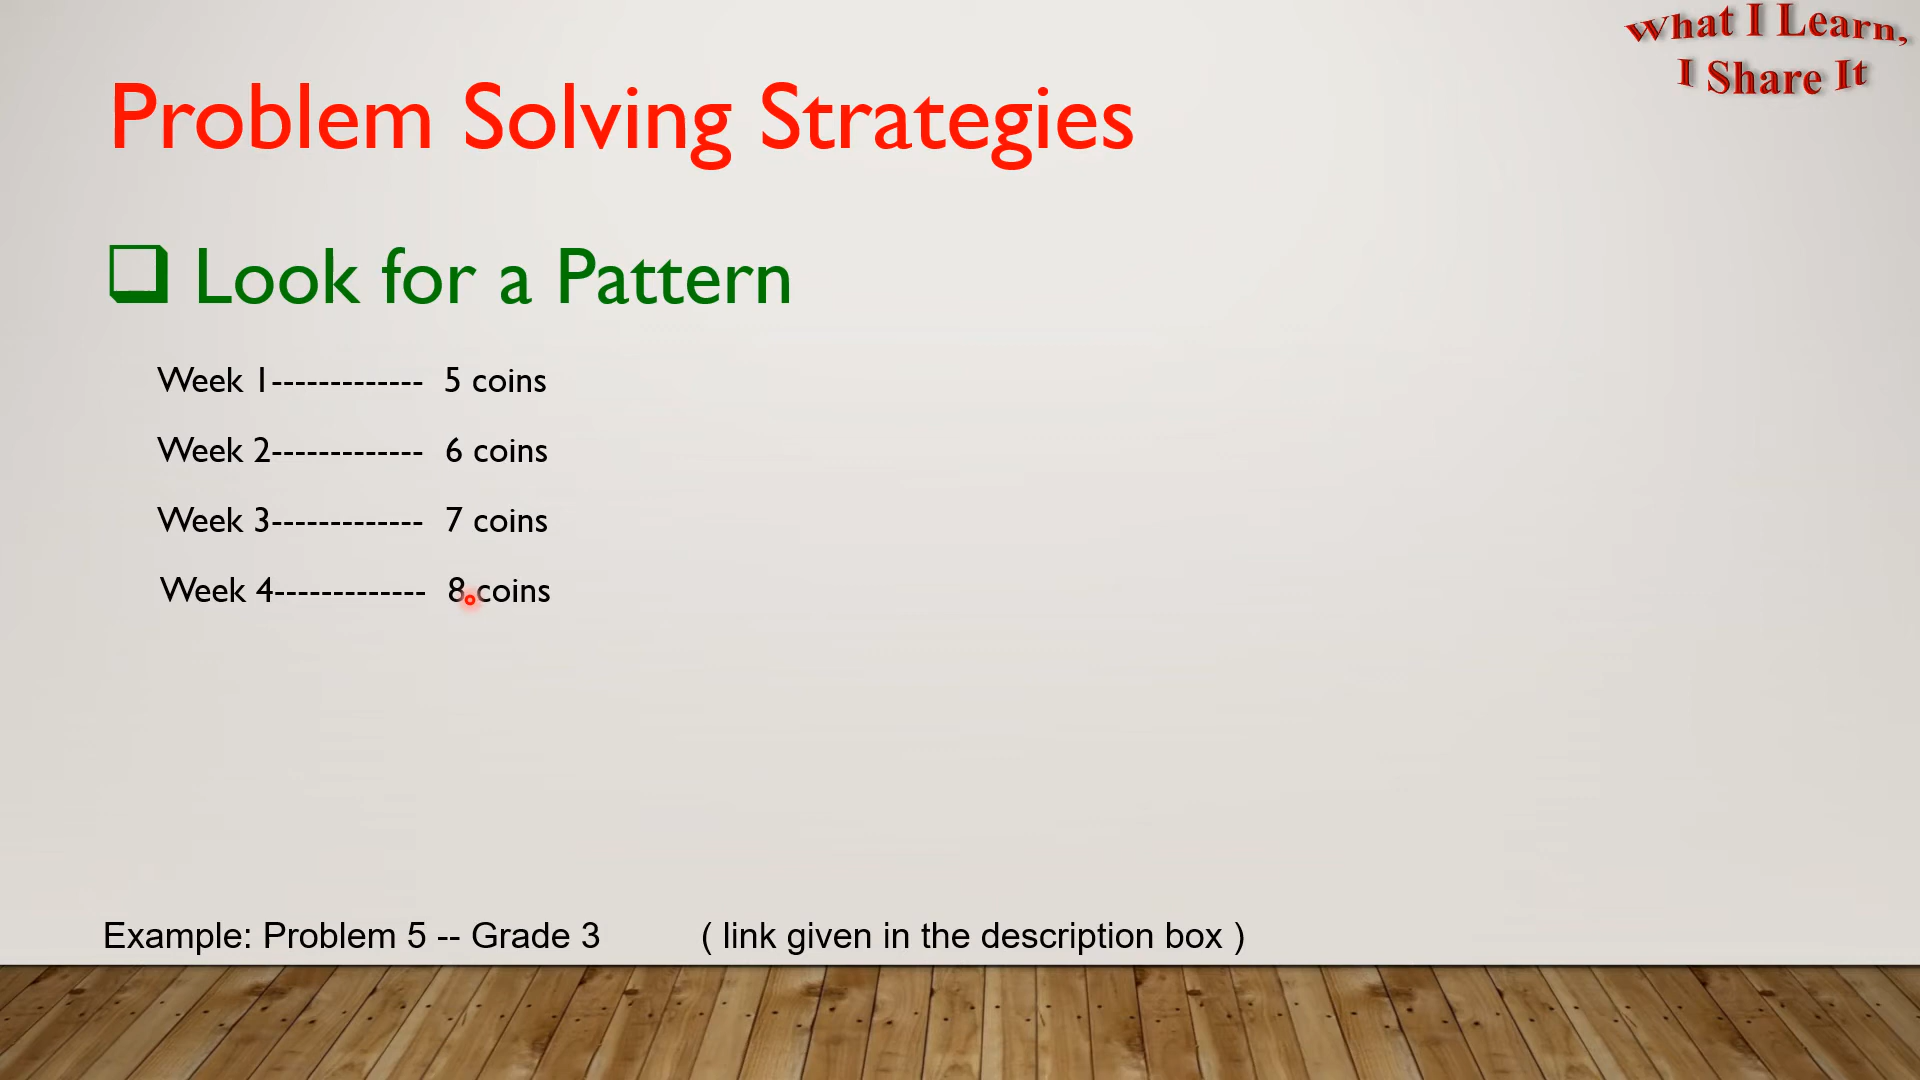 What I Learn,
I Share It
Problem Solving Strategies
Look for a Pattern
Week 1------------- 5 coins
Week 2------------- 6 coins
Week 3------------- 7 coins
Week 4------------- 8 coins
Example: Problem 5 -- Grade 3 ( link given in the description box )